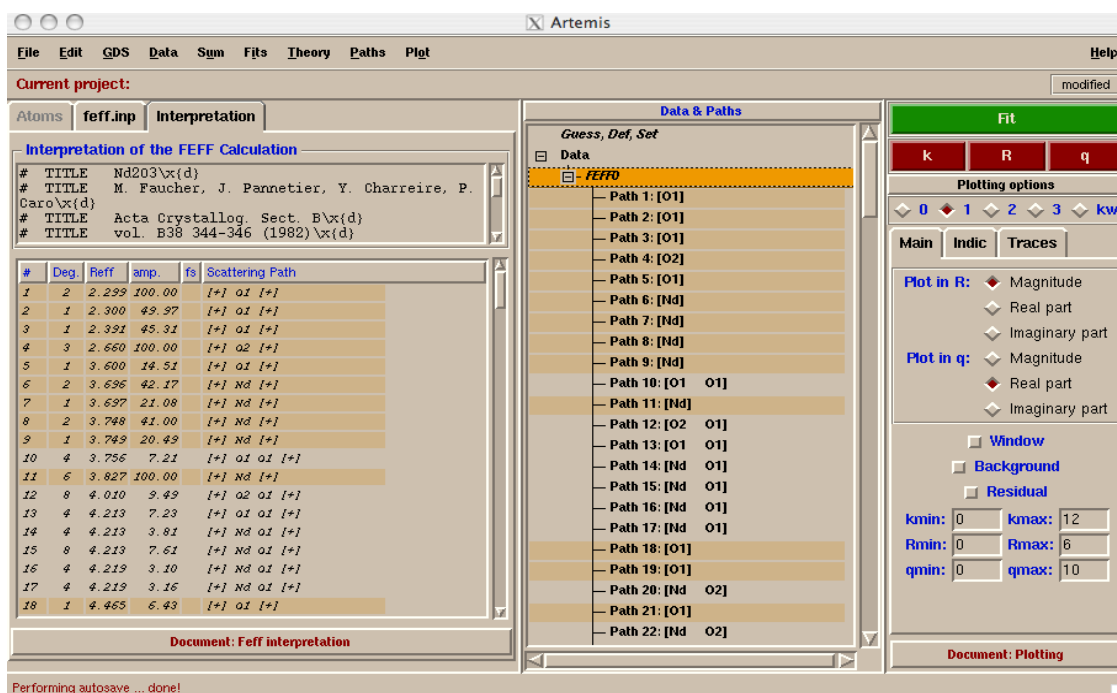 Artemis
File Edit GDS Data Sum Fits Theory Paths Plot Help
Current project: modified
Atoms feff.inp Interpretation
Interpretation of the FEFF Calculation
# TITLE Nd2O3\x{d}
# TITLE M. Faucher, J. Pannetier, Y. Charreire, P.
Caro\x{d}
# TITLE Acta Crystallog. Sect. B\x{d}
# TITLE vol. B38 344-346 (1982)\x{d}
# Deg. Reff amp. fs Scattering Path
1 2 2.299 100.00 [+] O1 [+]
2 1 2.300 49.97 [+] O1 [+]
3 1 2.391 45.31 [+] O1 [+]
4 3 2.660 100.00 [+] O2 [+]
5 1 3.600 14.51 [+] O1 [+]
6 2 3.696 42.17 [+] Nd [+]
7 1 3.697 21.08 [+] Nd [+]
8 2 3.748 41.00 [+] Nd [+]
9 1 3.749 20.49 [+] Nd [+]
10 4 3.756 7.21 [+] O1 O1 [+]
11 6 3.827 100.00 [+] Nd [+]
12 8 4.010 9.49 [+] O2 O1 [+]
13 4 4.213 7.23 [+] O1 O1 [+]
14 4 4.213 3.81 [+] Nd O1 [+]
15 8 4.213 7.61 [+] Nd O1 [+]
16 4 4.219 3.10 [+] Nd O1 [+]
17 4 4.219 3.16 [+] Nd O1 [+]
18 1 4.465 6.43 [+] O1 [+]
Document: Feff interpretation
Data & Paths
Guess, Def, Set
Data
FEFF0
Path 1: [O1]
Path 2: [O1]
Path 3: [O1]
Path 4: [O2]
Path 5: [O1]
Path 6: [Nd]
Path 7: [Nd]
Path 8: [Nd]
Path 9: [Nd]
Path 10: [O1 O1]
Path 11: [Nd]
Path 12: [O2 O1]
Path 13: [O1 O1]
Path 14: [Nd O1]
Path 15: [Nd O1]
Path 16: [Nd O1]
Path 17: [Nd O1]
Path 18: [O1]
Path 19: [O1]
Path 20: [Nd O2]
Path 21: [O1]
Path 22: [Nd O2]
Fit
k R q
Plotting options
0 1 2 3 kw
Main Indic Traces
Plot in R: Magnitude
Real part
Imaginary part
Plot in q: Magnitude
Real part
Imaginary part
Window
Background
Residual
kmin: 0 kmax: 12
Rmin: 0 Rmax: 6
qmin: 0 qmax: 10
Document: Plotting
Performing autosave ... done!